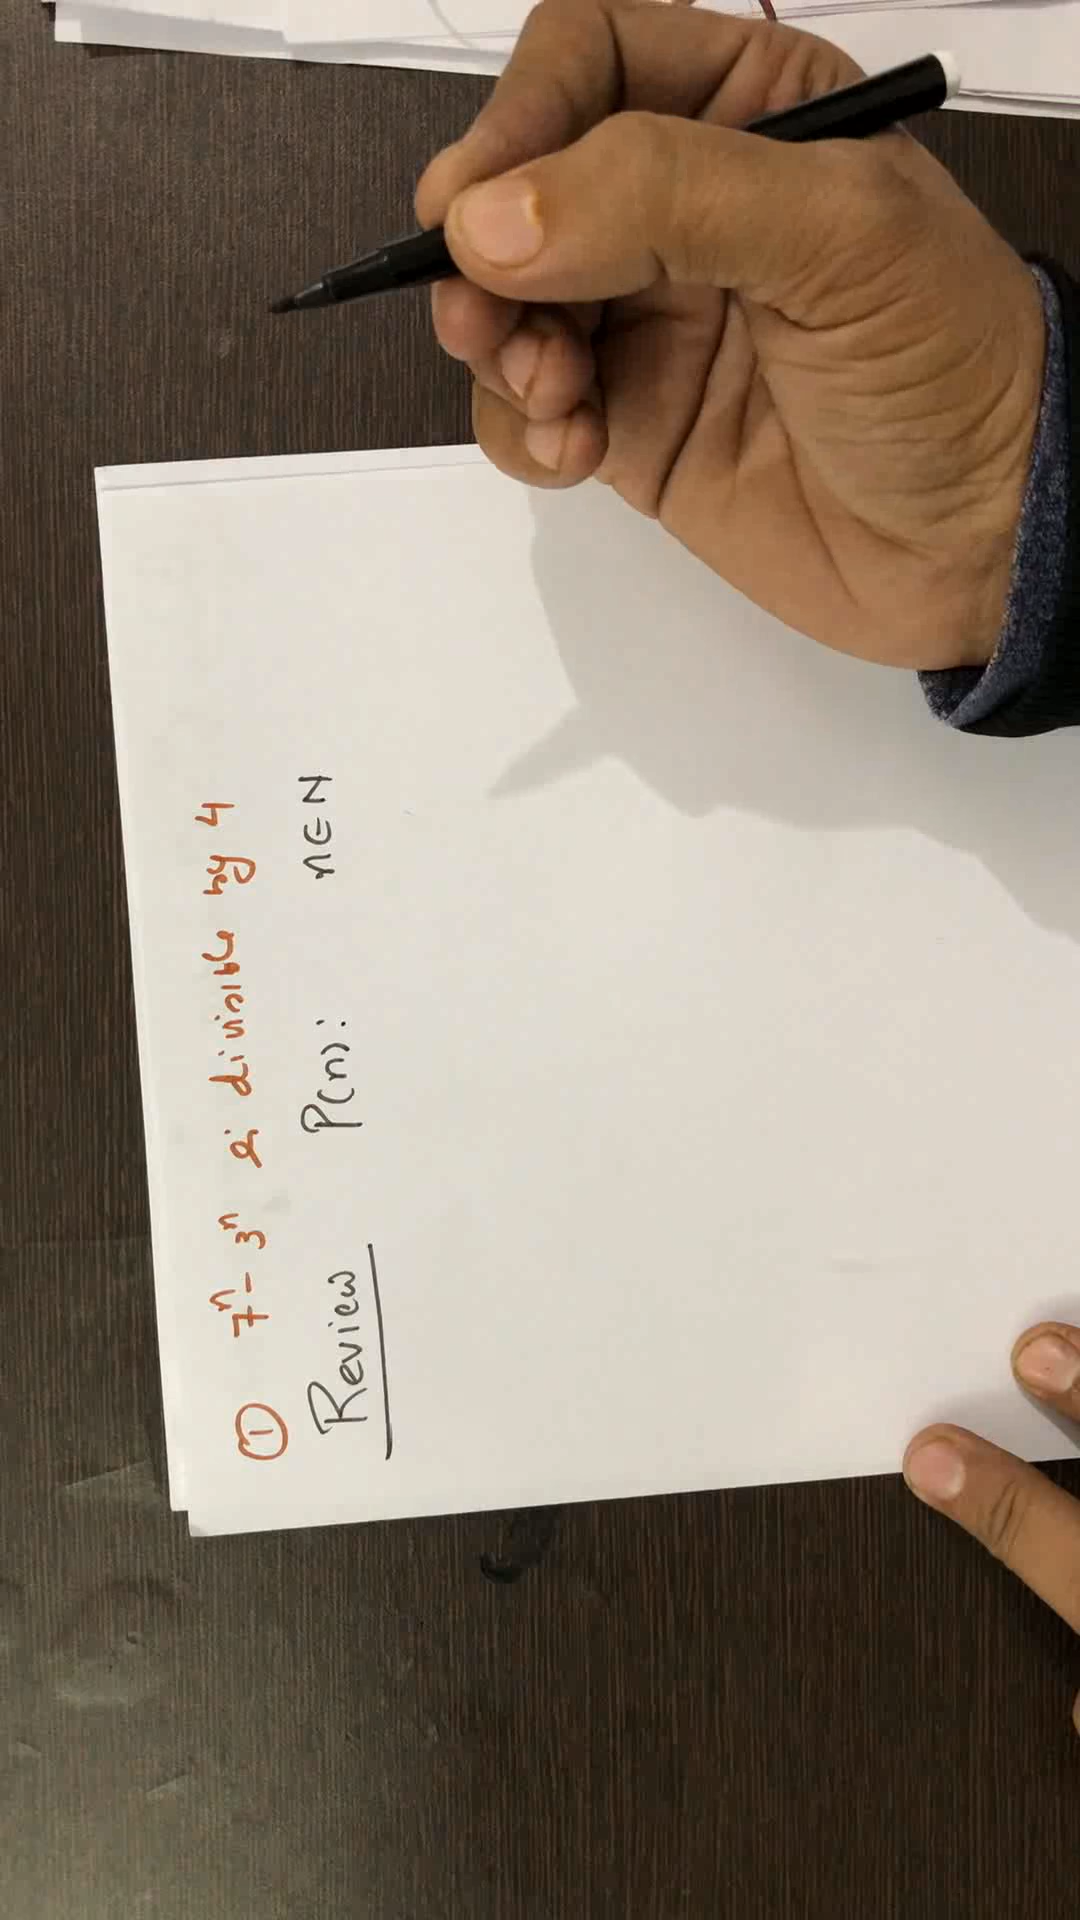 ① 7ⁿ - 3ⁿ is divisible by 4
Review P(n): n ∈ N